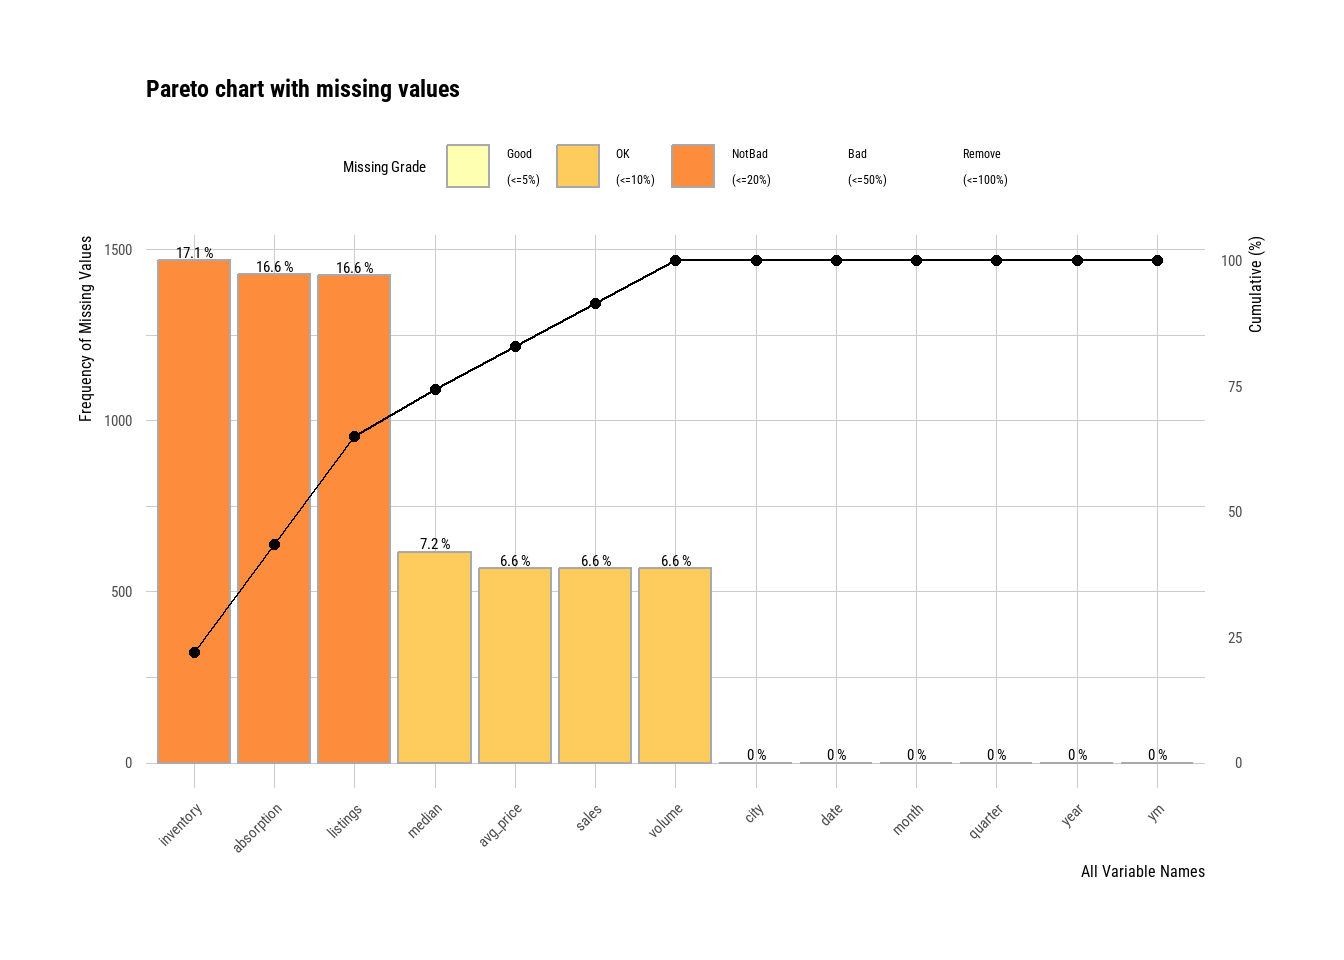 Pareto chart with missing values
Missing Grade
Good
(<=5%)
OK
(<=10%)
NotBad
(<=20%)
Bad
(<=50%)
Remove
(<=100%)
Frequency of Missing Values
1500
1000
500
0
17.1 %
16.6 %
16.6 %
7.2 %
6.6 %
6.6 %
6.6 %
0 %
0 %
0 %
0 %
0 %
0 %
Cumulative (%)
100
75
50
25
0
inventory
absorption
listings
median
avg_price
sales
volume
city
date
month
quarter
year
ym
All Variable Names